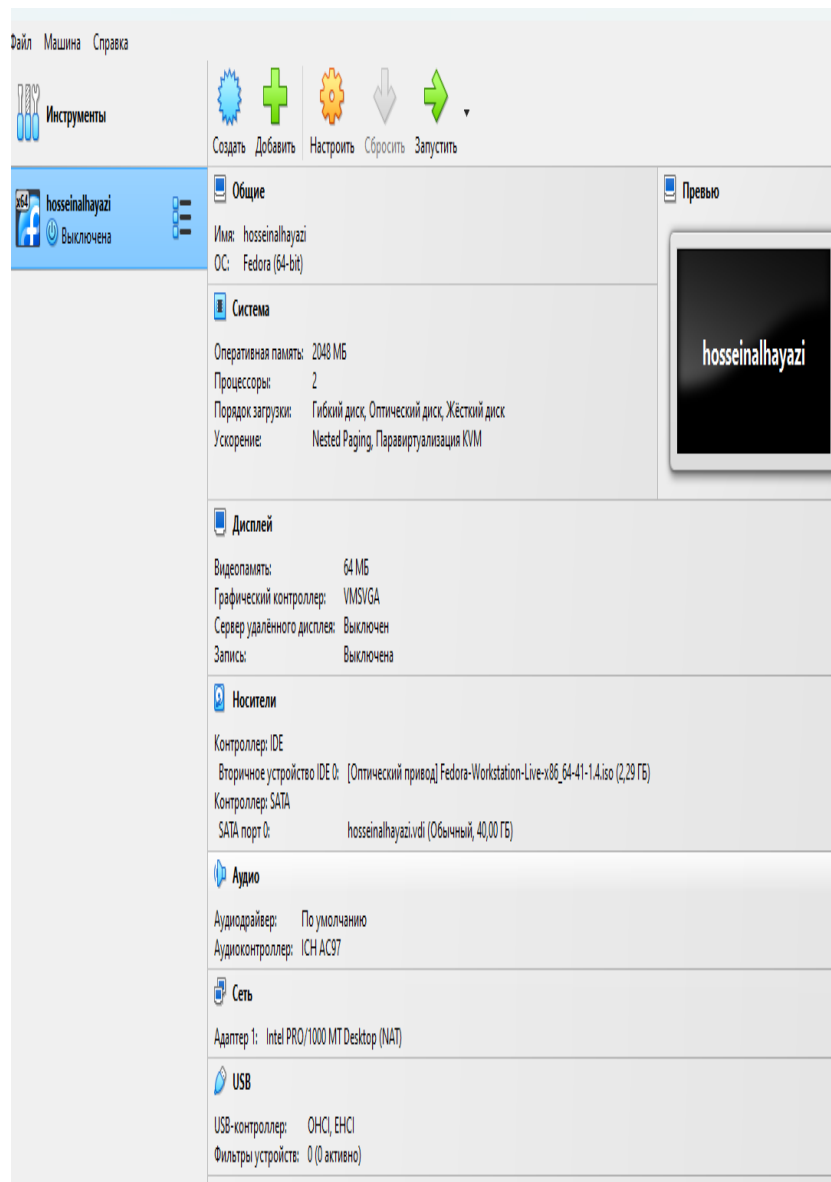 Файл Машина Справка
Инструменты
Создать Добавить Настроить Сбросить Запустить
x64
hosseinalhayazi
Выключена
Общие
Имя: hosseinalhayazi
ОС: Fedora (64-bit)
Превью
hosseinalhayazi
Система
Оперативная память: 2048 МБ
Процессоры: 2
Порядок загрузки: Гибкий диск, Оптический диск, Жёсткий диск
Ускорение: Nested Paging, Паравиртуализация KVM
Дисплей
Видеопамять: 64 МБ
Графический контроллер: VMSVGA
Сервер удалённого дисплея: Выключен
Запись: Выключена
Носители
Контроллер: IDE
Вторичное устройство IDE 0: [Оптический привод] Fedora-Workstation-Live-x86_64-41-1.4.iso (2,29 ГБ)
Контроллер: SATA
SATA порт 0: hosseinalhayazi.vdi (Обычный, 40,00 ГБ)
Аудио
Аудиодрайвер: По умолчанию
Аудиоконтроллер: ICH AC97
Сеть
Адаптер 1: Intel PRO/1000 MT Desktop (NAT)
USB
USB-контроллер: OHCI, EHCI
Фильтры устройств: 0 (0 активно)